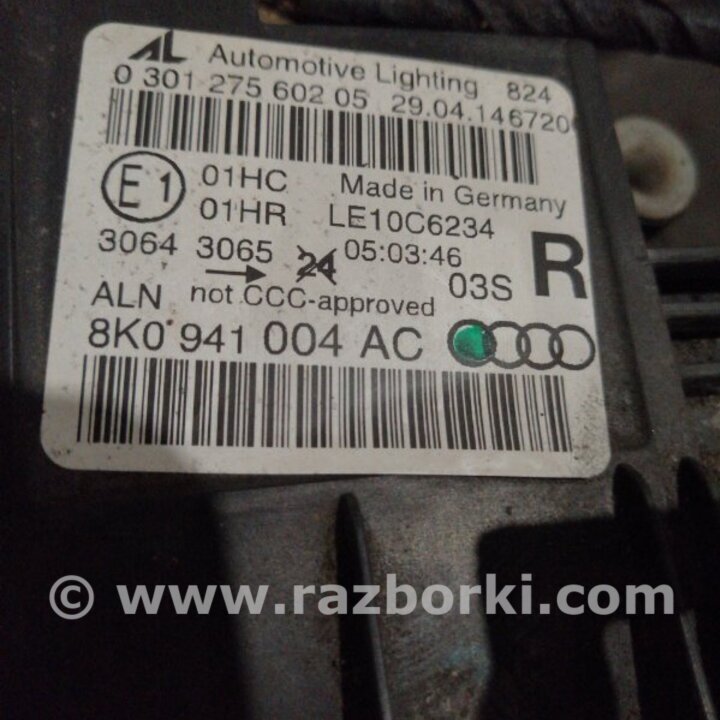 AL Automotive Lighting 824
0 301 275 602 05 29.04.146720
E1 01HC Made in Germany
01HR LE10C6234
3064 3065 24 05:03:46 R
03S
ALN not CCC-approved
8K0 941 004 AC
© www.razborki.com